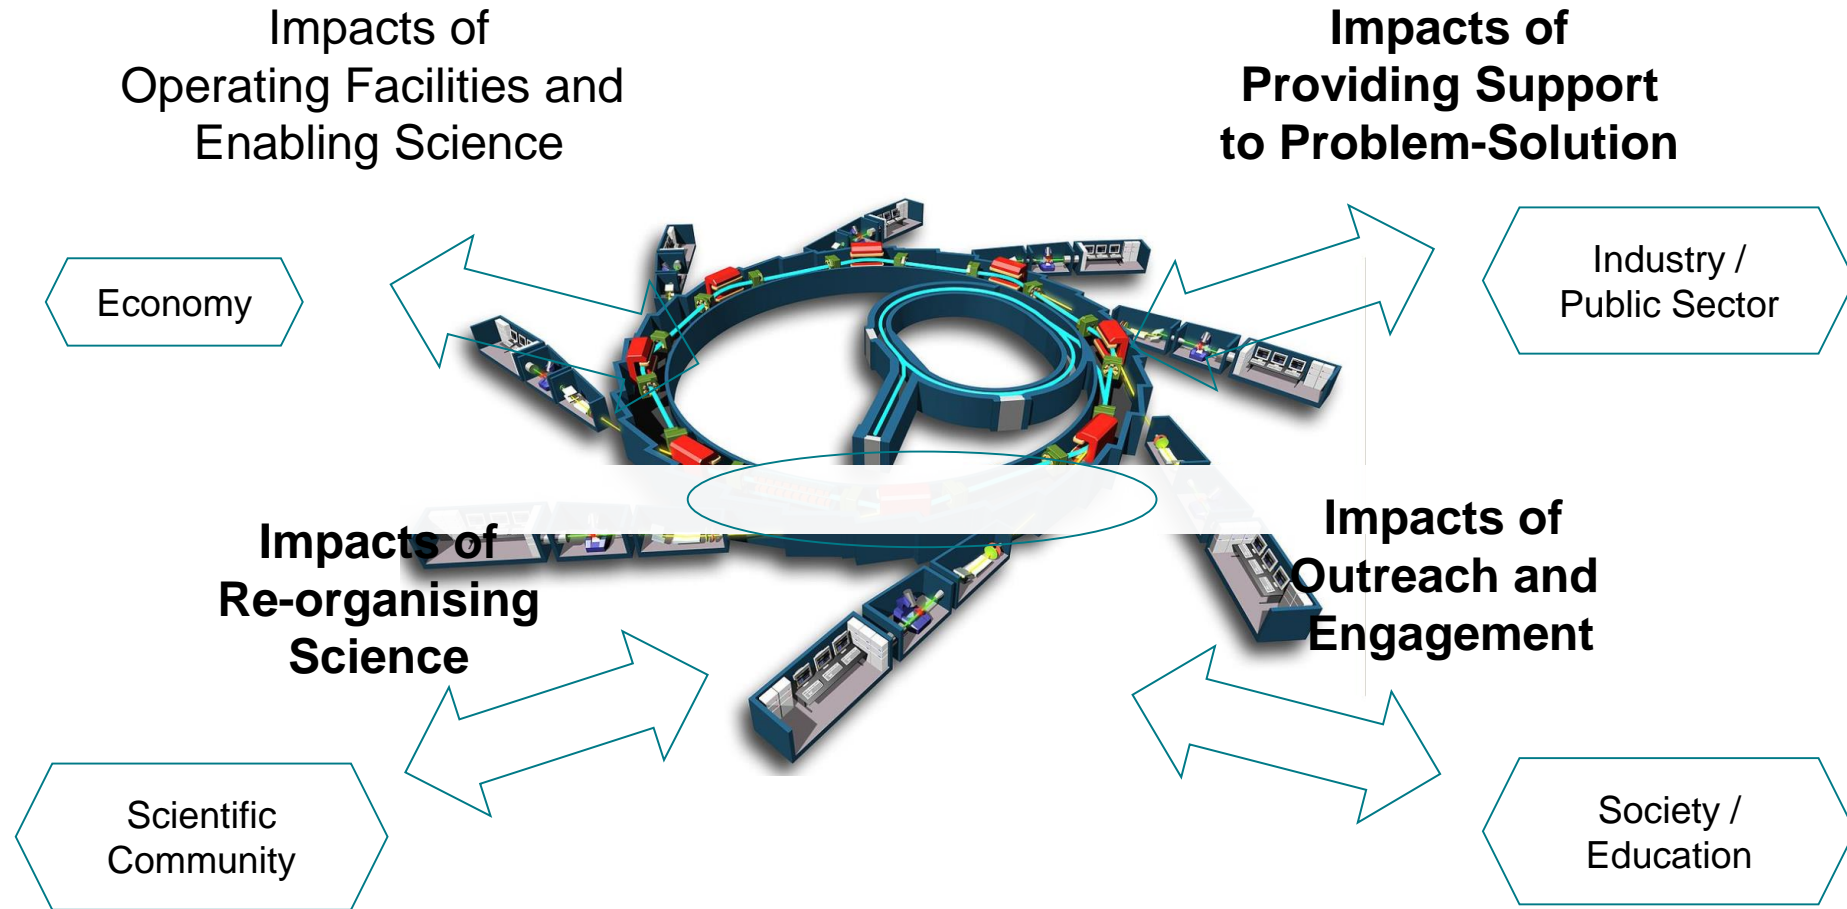 Impacts of
Operating Facilities and
Enabling Science
Impacts of
Providing Support
to Problem-Solution
Economy
Industry /
Public Sector
Impacts of
Re-organising
Science
Impacts of
Outreach and
Engagement
Scientific
Community
Society /
Education